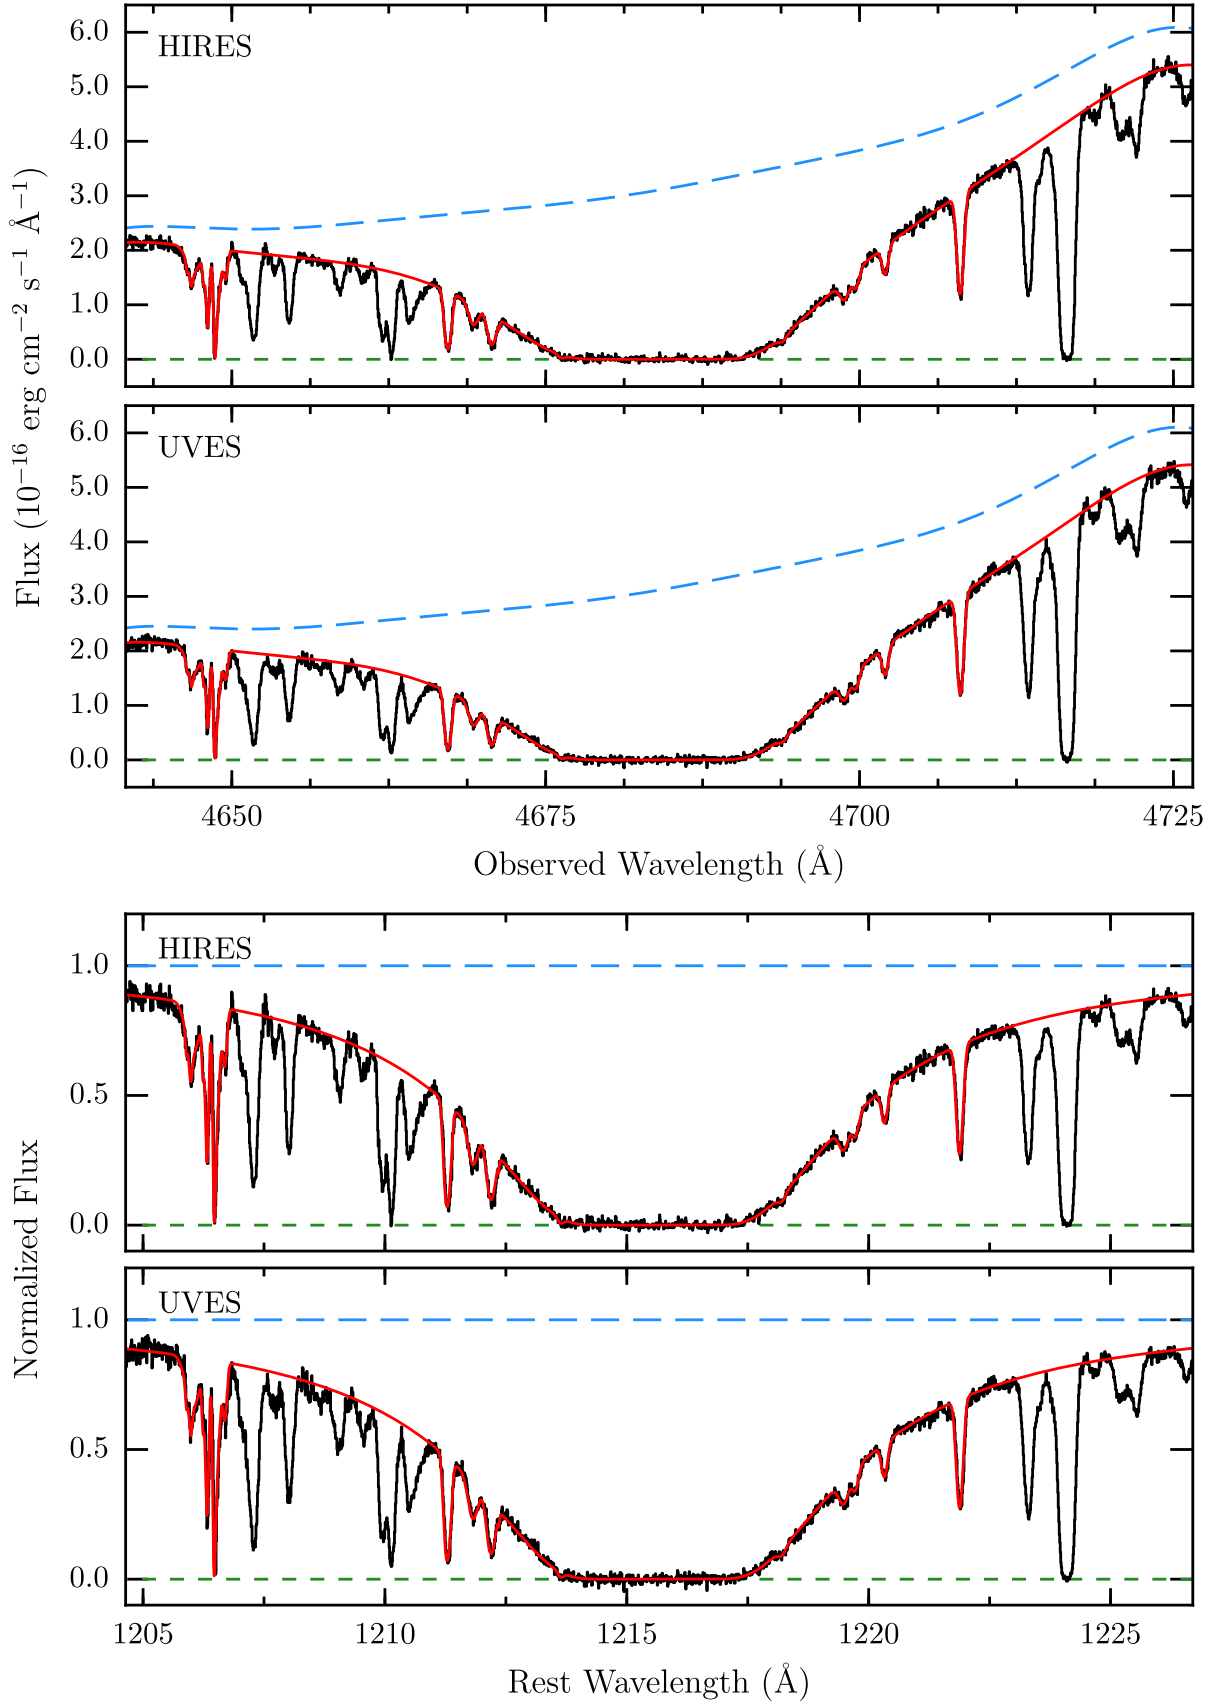 HIRES
6.0
5.0
4.0
3.0
2.0
1.0
0.0
UVES
6.0
5.0
4.0
3.0
2.0
1.0
0.0
Flux (10−16 erg cm−2 s−1 Å−1)
4650 4675 4700 4725
Observed Wavelength (Å)
HIRES
1.0
0.5
0.0
UVES
1.0
0.5
0.0
Normalized Flux
1205 1210 1215 1220 1225
Rest Wavelength (Å)